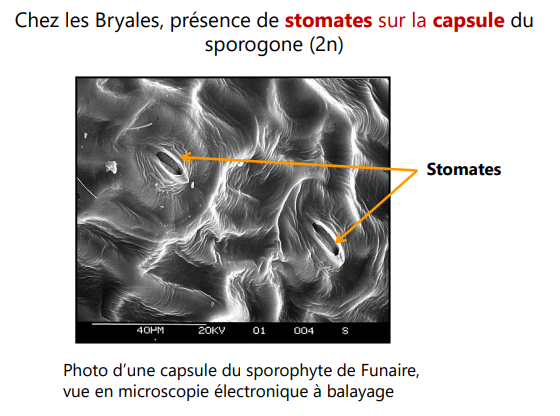 Chez les Bryales, présence de stomates sur la capsule du
sporogone (2n)
Stomates
40µM 20KV 01 004 S
Photo d’une capsule du sporophyte de Funaire,
vue en microscopie électronique à balayage